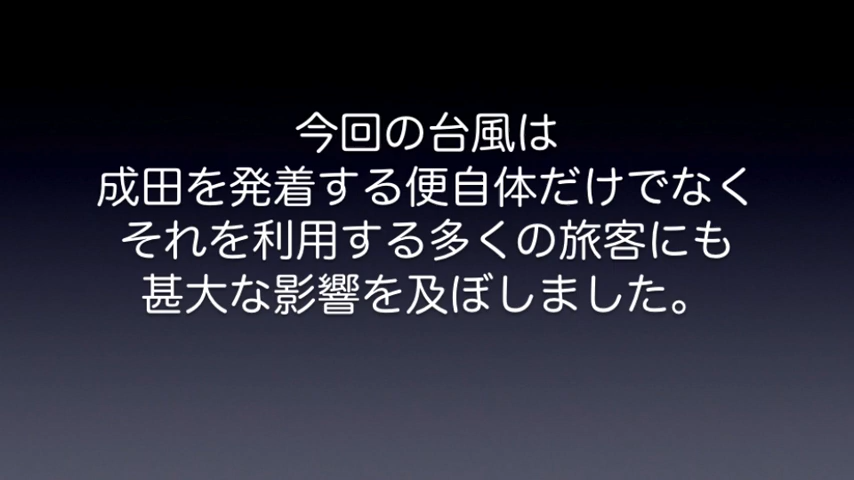 今回の台風は
成田を発着する便自体だけでなく
それを利用する多くの旅客にも
甚大な影響を及ぼしました。